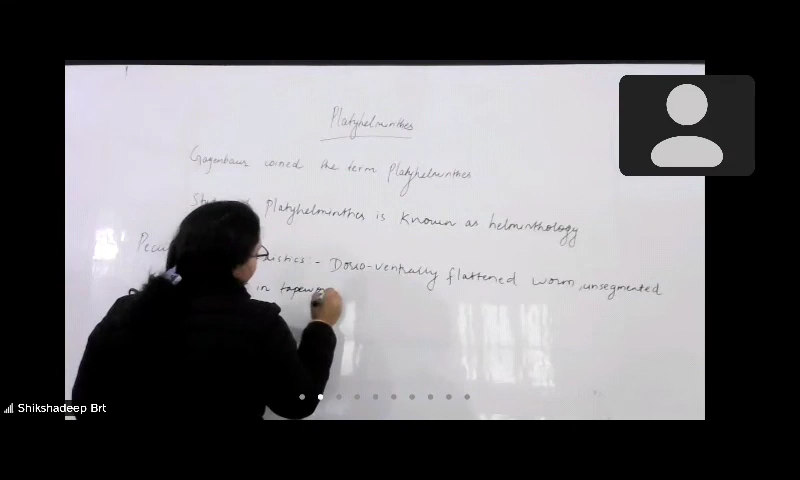 Platyhelminthes
Gagenbaur coined the term Platyhelminthes
Platyhelminthes is known as helminthology
Dorso-ventrally flattened worm, unsegmented
in tapew
Shikshadeep Brt